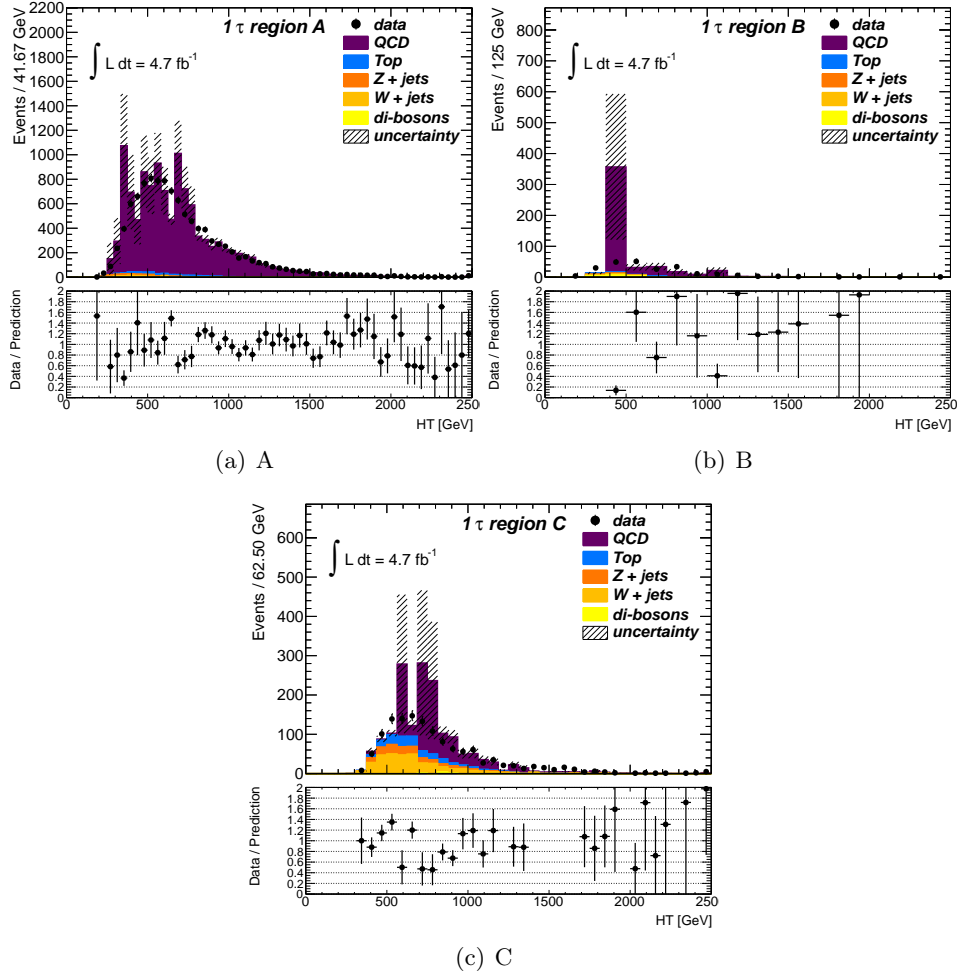 1 τ region A
Events / 41.67 GeV
∫ L dt = 4.7 fb⁻¹
data
QCD
Top
Z + jets
W + jets
di-bosons
uncertainty
2200
2000
1800
1600
1400
1200
1000
800
600
400
200
0
Data / Prediction
2
1.8
1.6
1.4
1.2
1
0.8
0.6
0.4
0.2
0
0 500 1000 1500 2000 250
HT [GeV]
(a) A
1 τ region B
Events / 125 GeV
∫ L dt = 4.7 fb⁻¹
data
QCD
Top
Z + jets
W + jets
di-bosons
uncertainty
800
700
600
500
400
300
200
100
0
Data / Prediction
2
1.8
1.6
1.4
1.2
1
0.8
0.6
0.4
0.2
0
0 500 1000 1500 2000 250
HT [GeV]
(b) B
1 τ region C
Events / 62.50 GeV
∫ L dt = 4.7 fb⁻¹
data
QCD
Top
Z + jets
W + jets
di-bosons
uncertainty
600
500
400
300
200
100
0
Data / Prediction
2
1.8
1.6
1.4
1.2
1
0.8
0.6
0.4
0.2
0
0 500 1000 1500 2000 250
HT [GeV]
(c) C